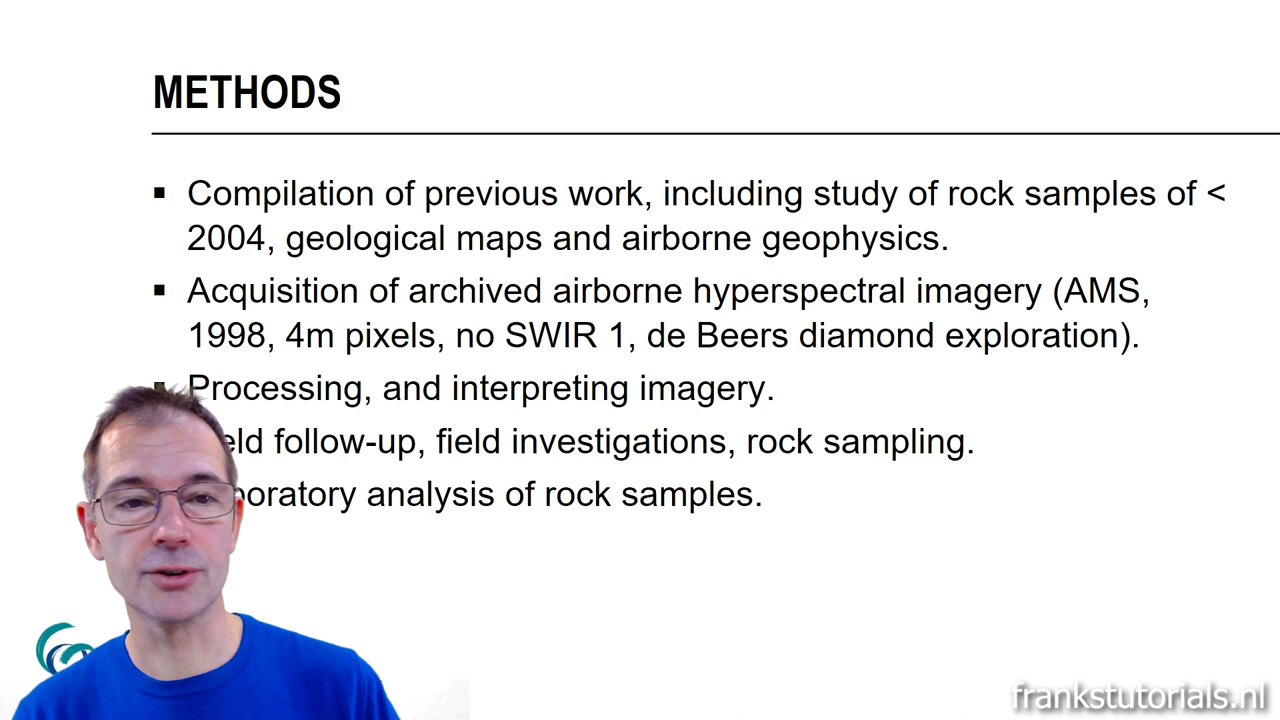 METHODS
▪ Compilation of previous work, including study of rock samples of <
2004, geological maps and airborne geophysics.
▪ Acquisition of archived airborne hyperspectral imagery (AMS,
1998, 4m pixels, no SWIR 1, de Beers diamond exploration).
▪ Processing, and interpreting imagery.
follow-up, field investigations, rock sampling.
analysis of rock samples.
frankstutorials.nl